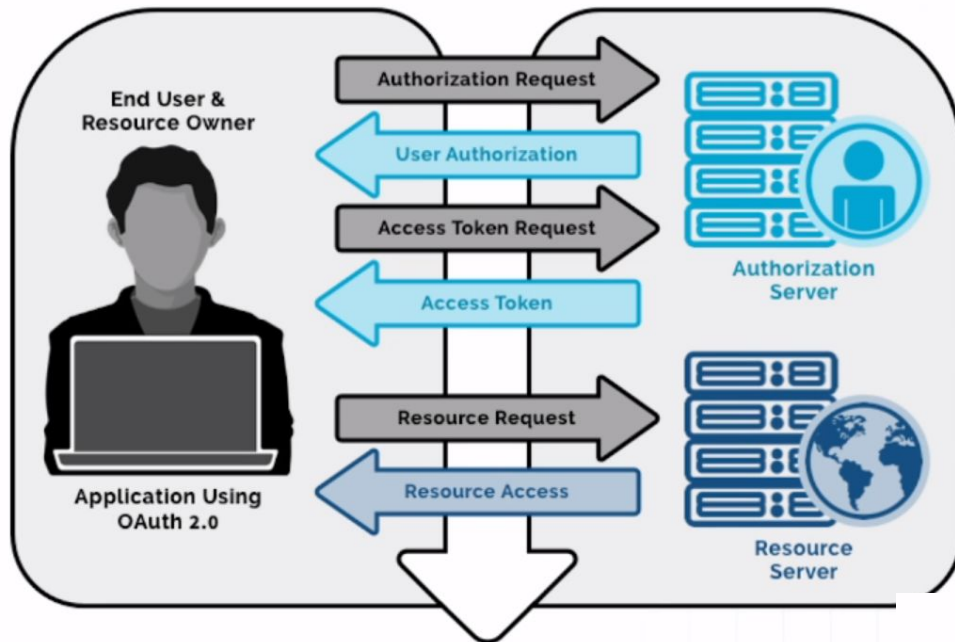 End User &
Resource Owner
Application Using
OAuth 2.0
Authorization Request
User Authorization
Access Token Request
Access Token
Resource Request
Resource Access
Authorization
Server
Resource
Server